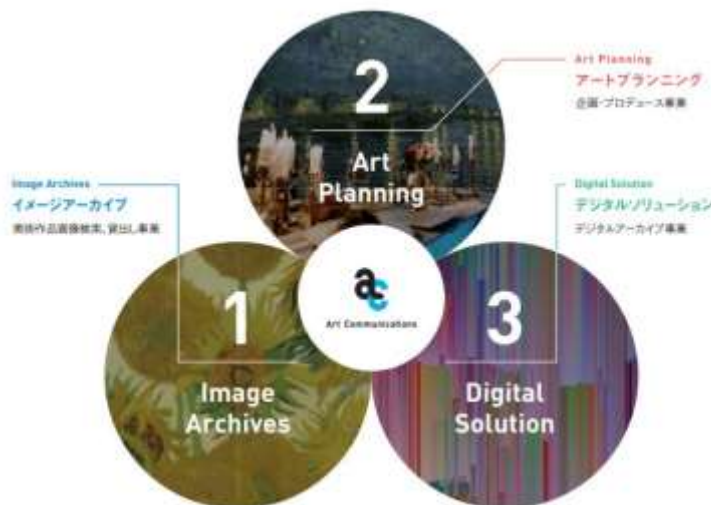 2
Art
Planning
Art Planning
アートプランニング
企画・プロデュース事業
Image Archives
イメージアーカイブ
美術作品画像検索、貸出し事業
Digital Solution
デジタルソリューション
デジタルアーカイブ事業
ac
Art Communications
1
Image
Archives
3
Digital
Solution